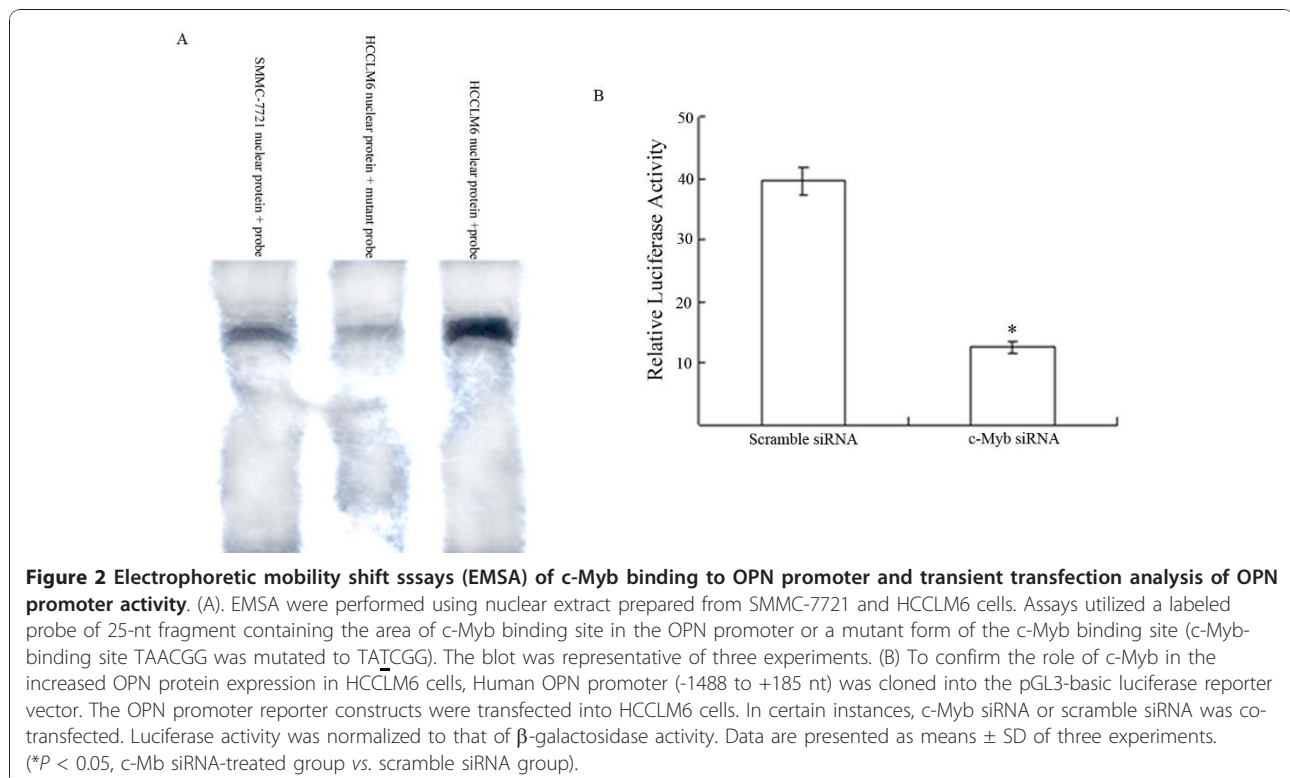 A
SMMC-7721 nuclear protein + probe
HCCLM6 nuclear protein + mutant probe
HCCLM6 nuclear protein +probe
B
Relative Luciferase Activity
50
40
30
20
10
*
Scramble siRNA
c-Myb siRNA
Figure 2 Electrophoretic mobility shift sssays (EMSA) of c-Myb binding to OPN promoter and transient transfection analysis of OPN
promoter activity. (A). EMSA were performed using nuclear extract prepared from SMMC-7721 and HCCLM6 cells. Assays utilized a labeled
probe of 25-nt fragment containing the area of c-Myb binding site in the OPN promoter or a mutant form of the c-Myb binding site (c-Myb-
binding site TAACGG was mutated to TATCGG). The blot was representative of three experiments. (B) To confirm the role of c-Myb in the
increased OPN protein expression in HCCLM6 cells, Human OPN promoter (-1488 to +185 nt) was cloned into the pGL3-basic luciferase reporter
vector. The OPN promoter reporter constructs were transfected into HCCLM6 cells. In certain instances, c-Myb siRNA or scramble siRNA was co-
transfected. Luciferase activity was normalized to that of β-galactosidase activity. Data are presented as means ± SD of three experiments.
(*P < 0.05, c-Mb siRNA-treated group vs. scramble siRNA group).